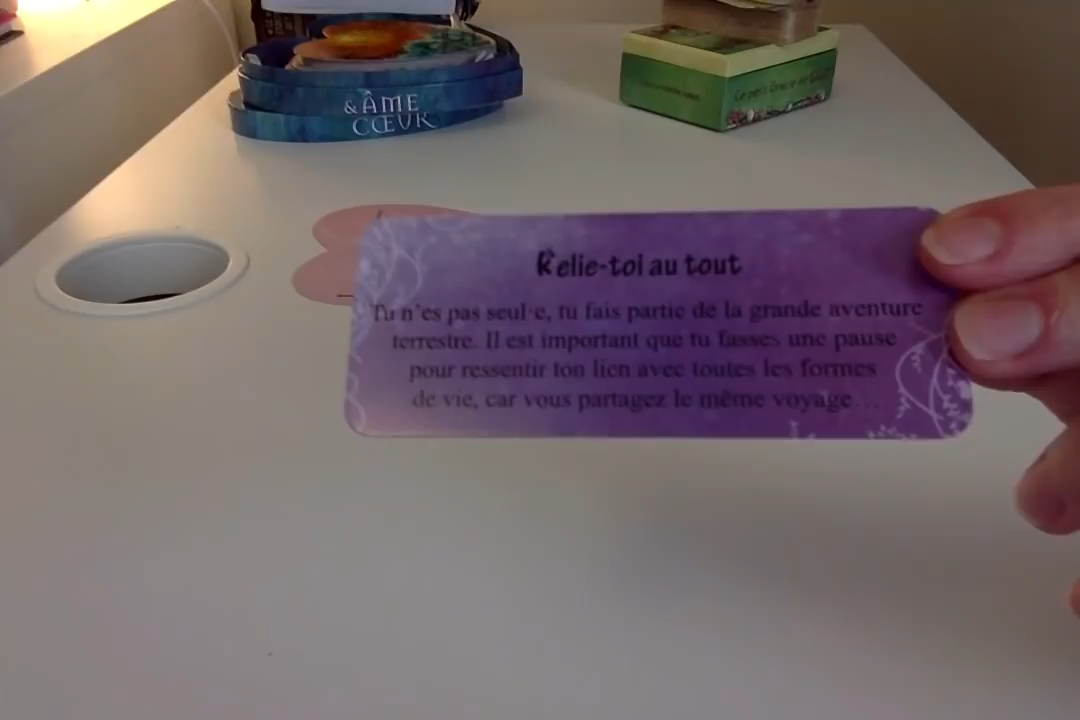 & ÂME
CŒUR
Relie-toi au tout
Tu n'es pas seul·e, tu fais partie de la grande aventure
terrestre. Il est important que tu fasses une pause
pour ressentir ton lien avec toutes les formes
de vie, car vous partagez le même voyage...